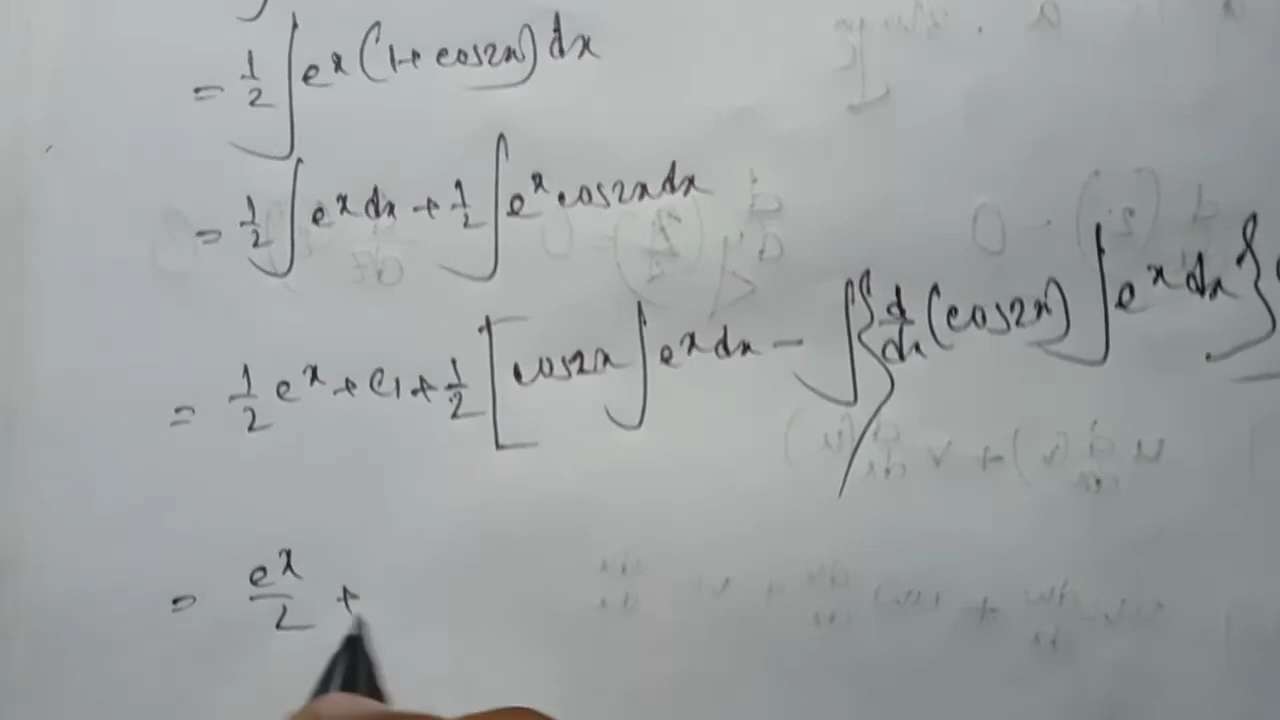 = 1/2 ∫ e^x (1 + cos2x) dx
= 1/2 ∫ e^x dx + 1/2 ∫ e^x cos2x dx
= 1/2 e^x + c1 + 1/2 [ cos2x ∫ e^x dx - ∫ { d/dx (cos2x) ∫ e^x dx }
= e^x/2 +